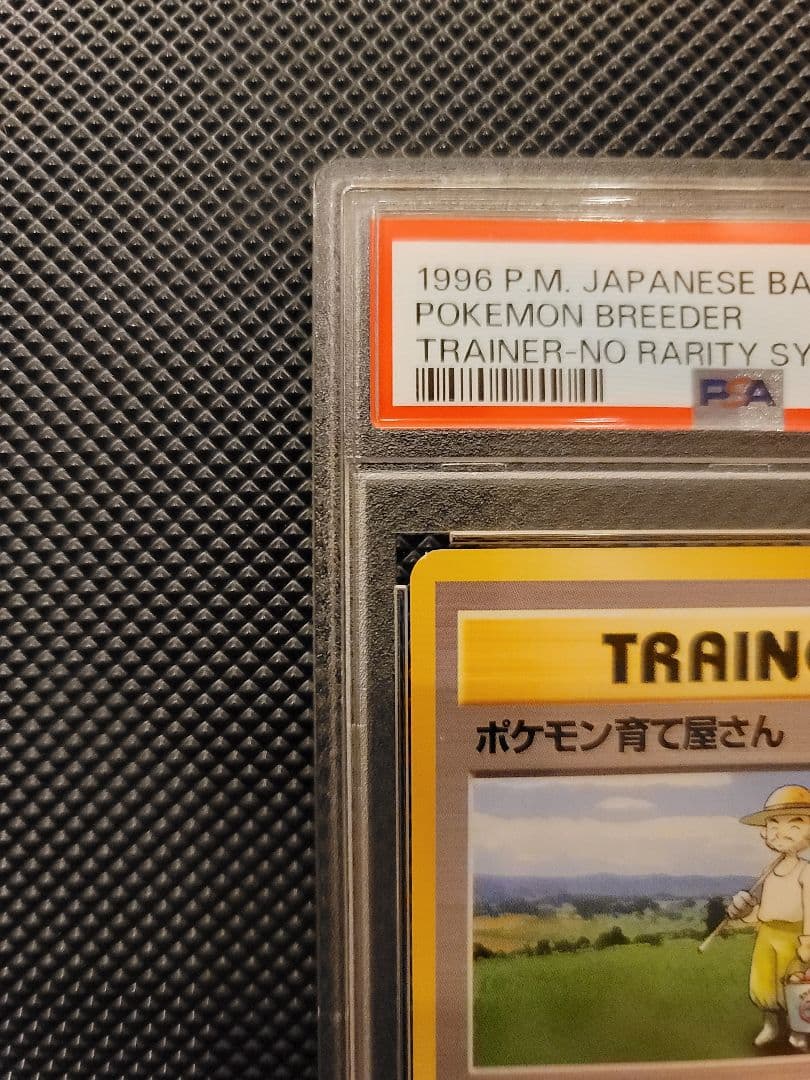 1996 P.M. JAPANESE BA
POKEMON BREEDER
TRAINER-NO RARITY SY
PSA
TRAIN
ポケモン育て屋さん